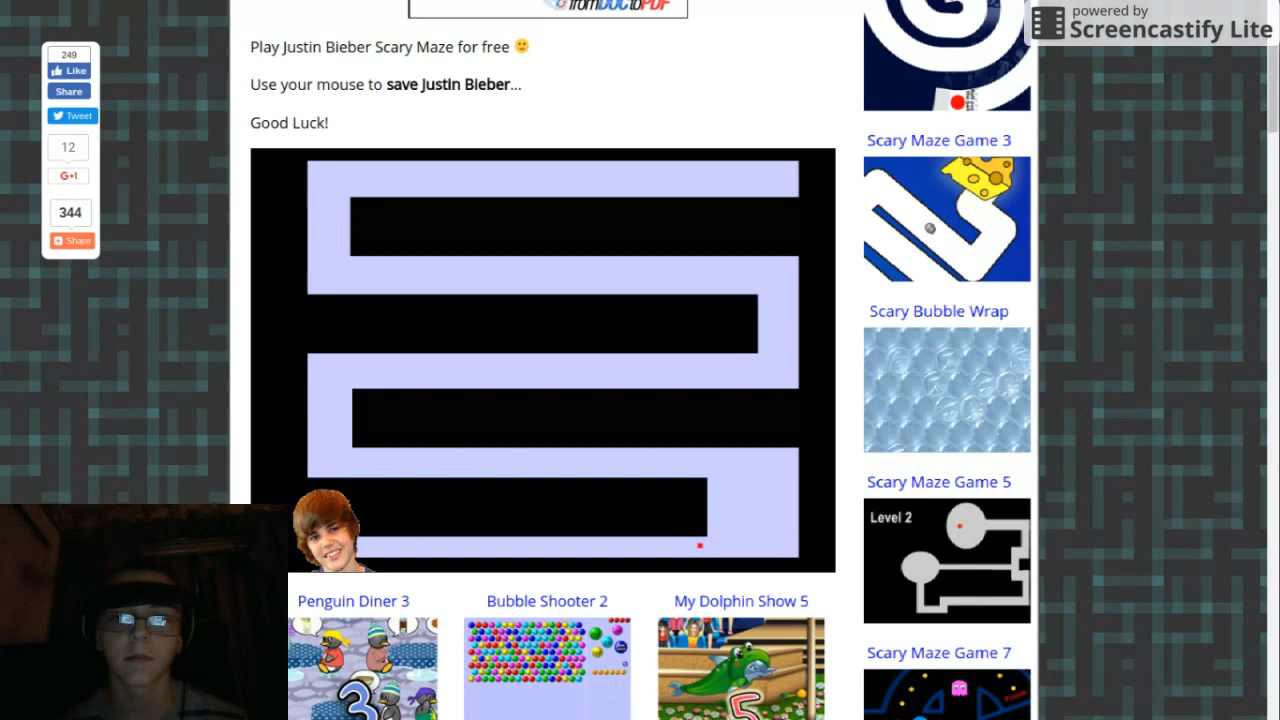 fromDOCtoPDF
powered by
Screencastify Lite
249
Like
Share
Tweet
12
G+1
344
Share
Play Justin Bieber Scary Maze for free
Use your mouse to save Justin Bieber...
Good Luck!
Scary Maze Game 3
Scary Bubble Wrap
Scary Maze Game 5
Level 2
Scary Maze Game 7
Penguin Diner 3
Bubble Shooter 2
My Dolphin Show 5
3
5